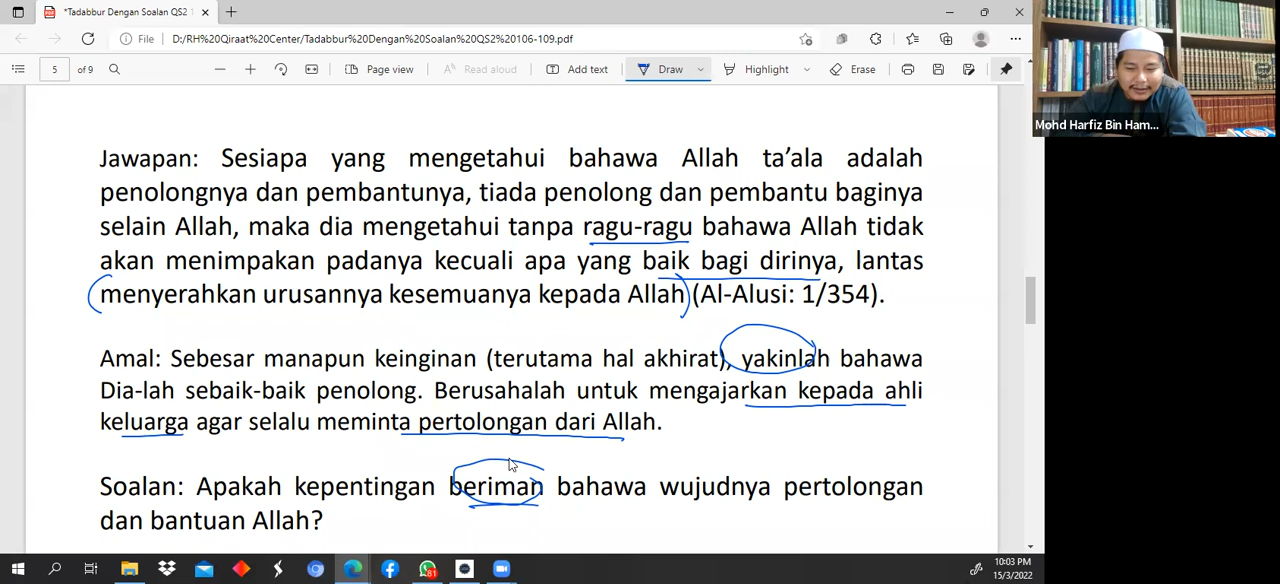 *Tadabbur Dengan Soalan QS2 1
File
D:/RH%20Qiraat%20Center/Tadabbur%20Dengan%20Soalan%20QS2%20106-109.pdf
5 of 9
Page view
Read aloud
Add text
Draw
Highlight
Erase
Mohd Harfiz Bin Ham...
Jawapan: Sesiapa yang mengetahui bahawa Allah ta’ala adalah
penolongnya dan pembantunya, tiada penolong dan pembantu baginya
selain Allah, maka dia mengetahui tanpa ragu-ragu bahawa Allah tidak
akan menimpakan padanya kecuali apa yang baik bagi dirinya, lantas
menyerahkan urusannya kesemuanya kepada Allah (Al-Alusi: 1/354).
Amal: Sebesar manapun keinginan (terutama hal akhirat), yakinlah bahawa
Dia-lah sebaik-baik penolong. Berusahalah untuk mengajarkan kepada ahli
keluarga agar selalu meminta pertolongan dari Allah.
Soalan: Apakah kepentingan beriman bahawa wujudnya pertolongan
dan bantuan Allah?
81
10:03 PM
15/3/2022